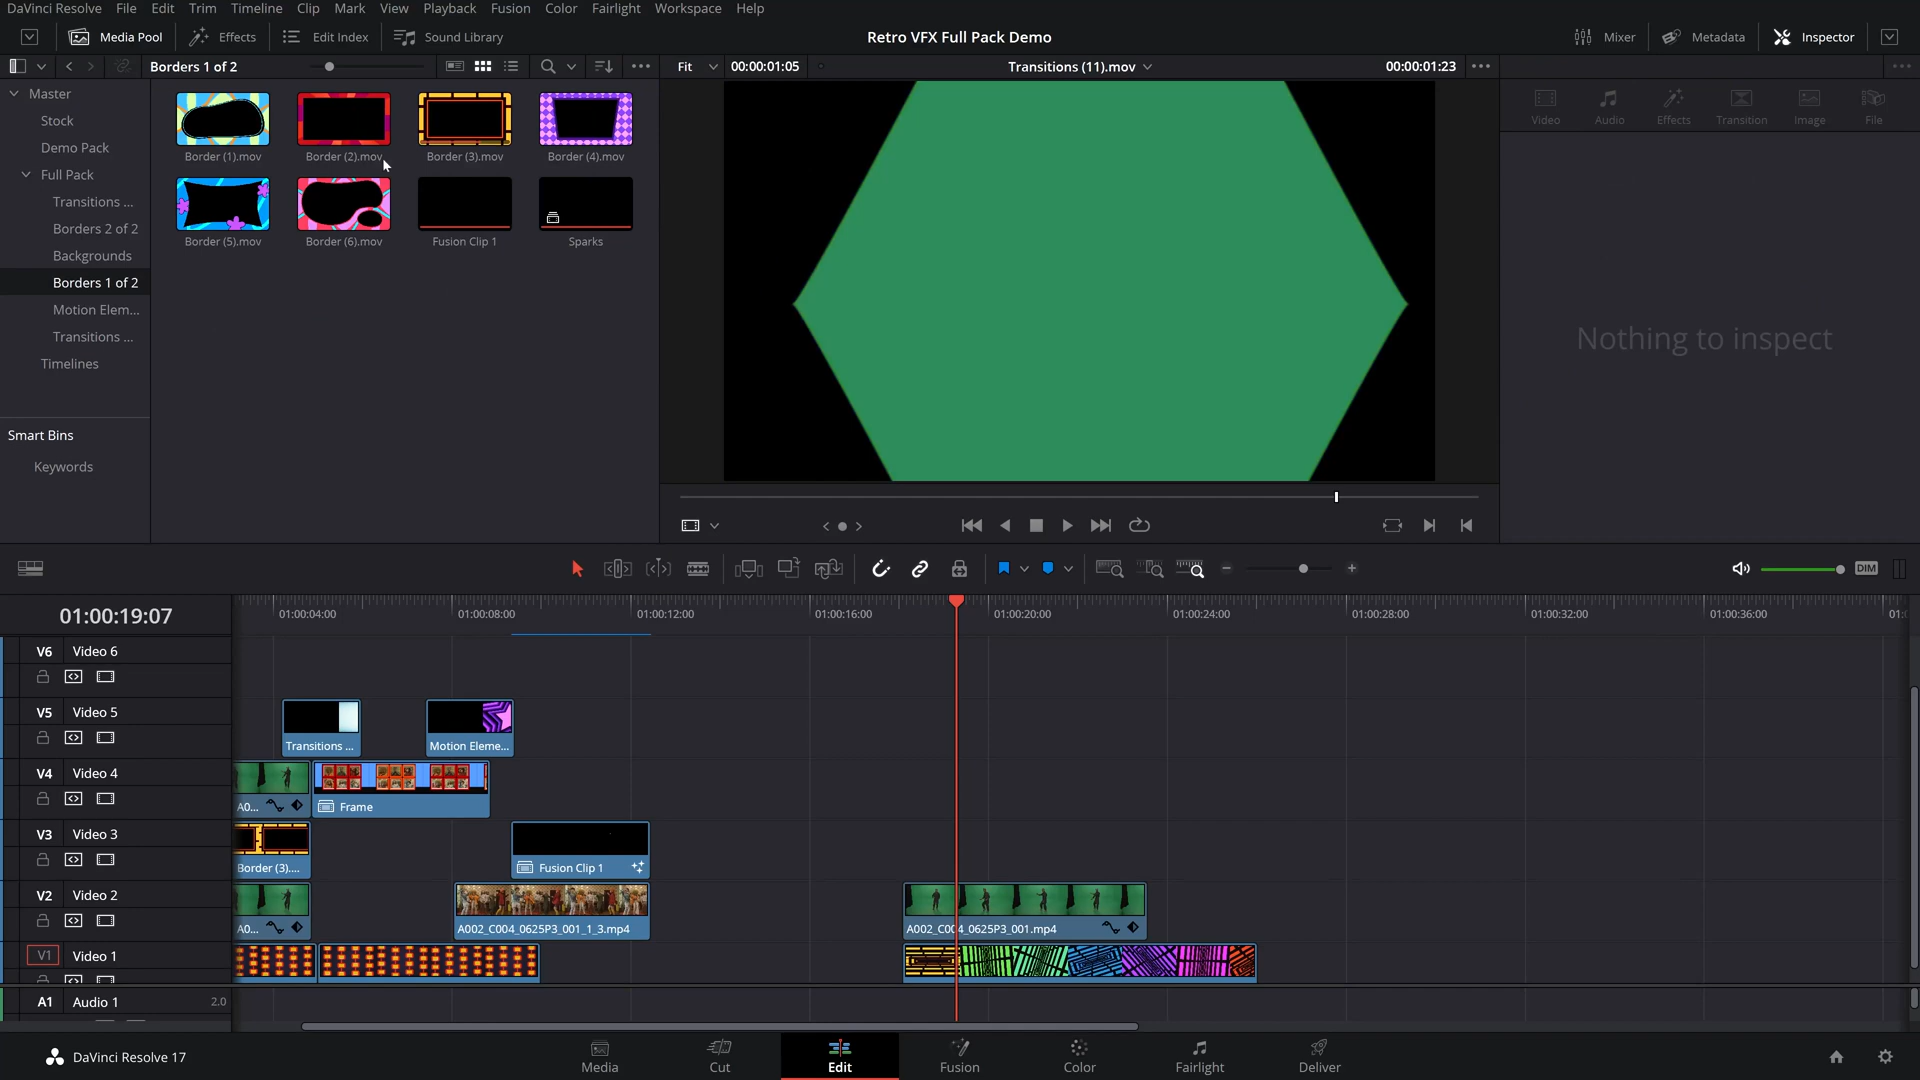 DaVinci Resolve File Edit Trim Timeline Clip Mark View Playback Fusion Color Fairlight Workspace Help
Media Pool Effects Edit Index Sound Library Retro VFX Full Pack Demo Mixer Metadata Inspector
Borders 1 of 2 Fit 00:00:01:05 Transitions (11).mov 00:00:01:23
Master
Stock
Demo Pack
Full Pack
Transitions ...
Borders 2 of 2
Backgrounds
Borders 1 of 2
Motion Elem...
Transitions ...
Timelines
Smart Bins
Keywords
Border (1).mov Border (2).mov Border (3).mov Border (4).mov
Border (5).mov Border (6).mov Fusion Clip 1 Sparks
Video Audio Effects Transition Image File
Nothing to inspect
DIM
01:00:19:07
01:00:04:00 01:00:08:00 01:00:12:00 01:00:16:00 01:00:20:00 01:00:24:00 01:00:28:00 01:00:32:00 01:00:36:00 01:
V6 Video 6
V5 Video 5
Transitions ... Motion Eleme...
V4 Video 4
A0... Frame
V3 Video 3
Border (3).... Fusion Clip 1
V2 Video 2
A0... A002_C004_0625P3_001_1_3.mp4 A002_C004_0625P3_001.mp4
V1 Video 1
A1 Audio 1 2.0
DaVinci Resolve 17 Media Cut Edit Fusion Color Fairlight Deliver